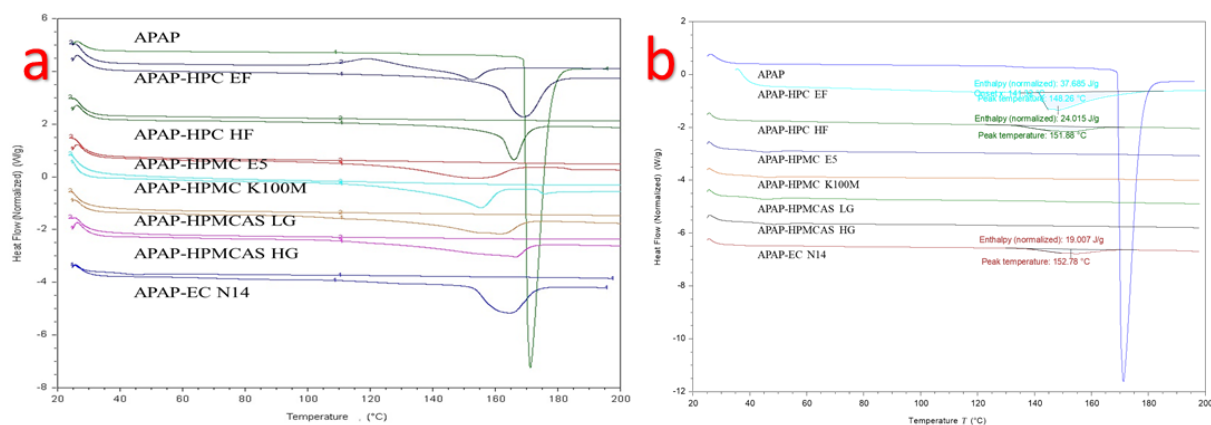 a
6
4
2
0
-2
-4
-6
-8
Heat Flow (Normalized) (W/g)
APAP
APAP-HPC EF
APAP-HPC HF
APAP-HPMC E5
APAP-HPMC K100M
APAP-HPMCAS LG
APAP-HPMCAS HG
APAP-EC N14
20 40 60 80 100 120 140 160 180 200
Temperature (°C)
b
2
0
-2
-4
-6
-8
-10
-12
Heat Flow (Normalized) (W/g)
APAP
Enthalpy (normalized): 37.685 J/g
APAP-HPC EF
Peak temperature: 148.26 °C
Enthalpy (normalized): 24.015 J/g
APAP-HPC HF
Peak temperature: 151.88 °C
APAP-HPMC E5
APAP-HPMC K100M
APAP-HPMCAS LG
APAP-HPMCAS HG
Enthalpy (normalized): 19.007 J/g
APAP-EC N14
Peak temperature: 152.78 °C
20 40 60 80 100 120 140 160 180 200
Temperature T (°C)